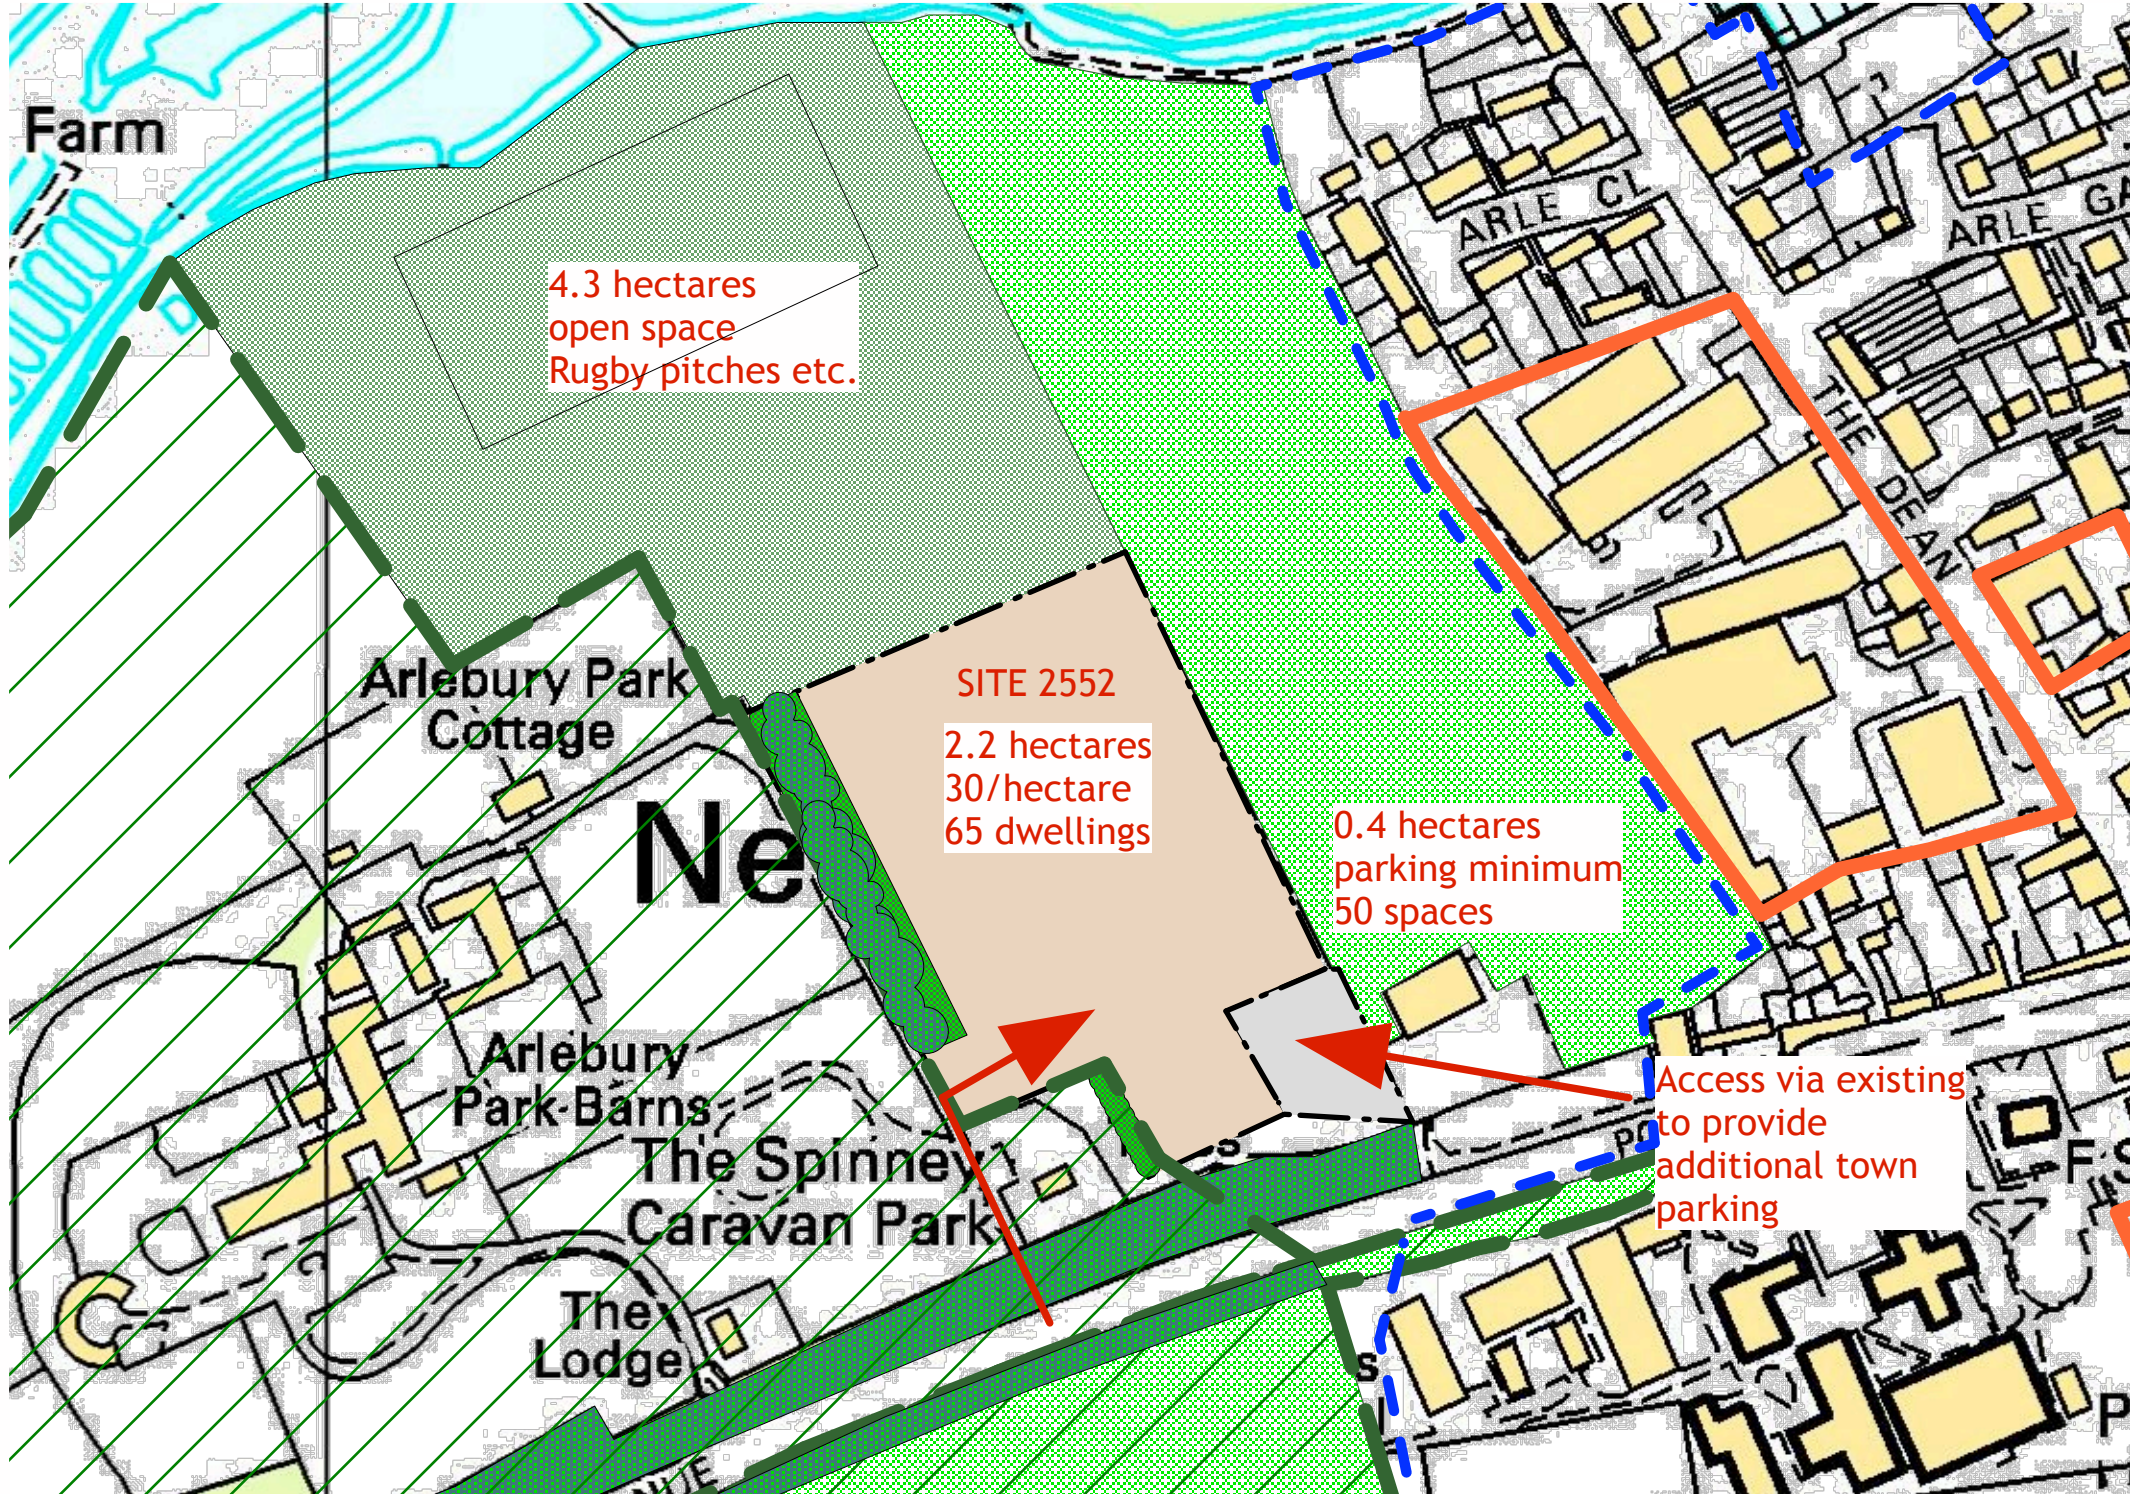 Farm
ARLE CL
ARLE GA
4.3 hectares
open space
Rugby pitches etc.
THE DEAN
Arlebury Park
Cottage
SITE 2552
2.2 hectares
30/hectare
65 dwellings
Ne
0.4 hectares
parking minimum
50 spaces
Arlebury
Park Barns
The Spinney
Caravan Park
Access via existing
to provide
additional town
parking
F S
The
Lodge
P